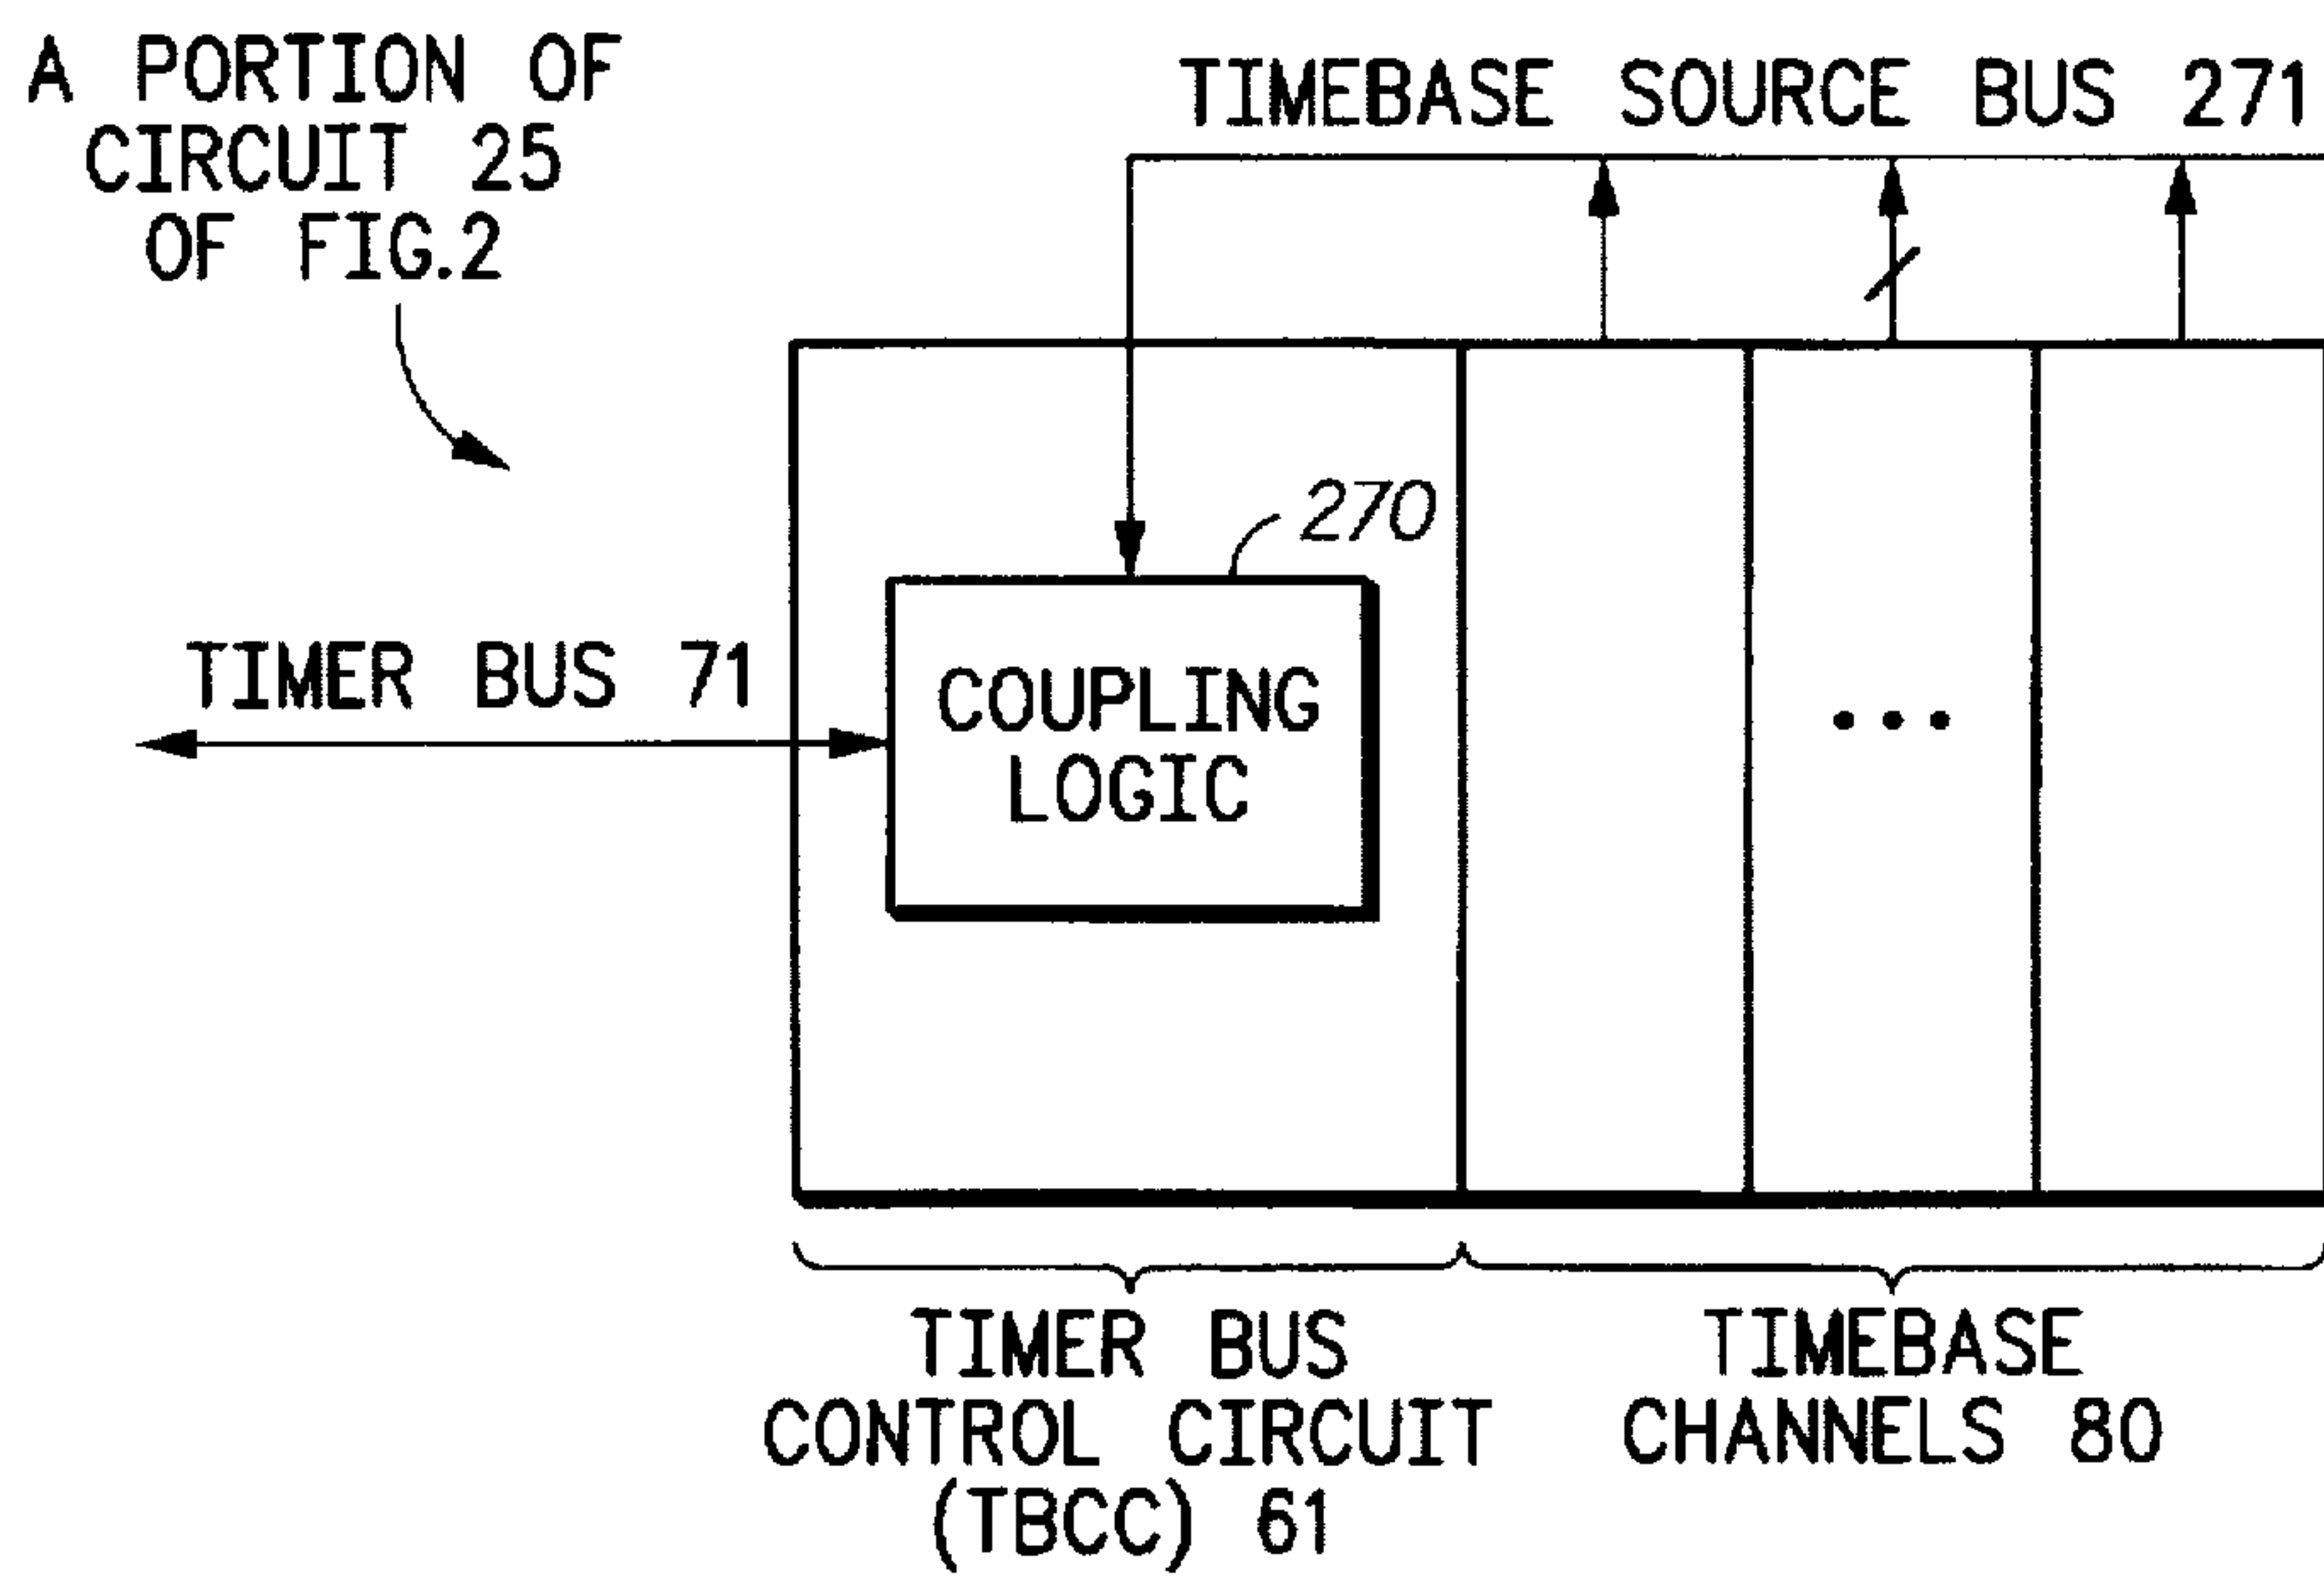 A PORTION OF
CIRCUIT 25
OF FIG.2
TIMEBASE SOURCE BUS 271
270
TIMER BUS 71
COUPLING
LOGIC
TIMER BUS
CONTROL CIRCUIT
(TBCC) 61
TIMEBASE
CHANNELS 80